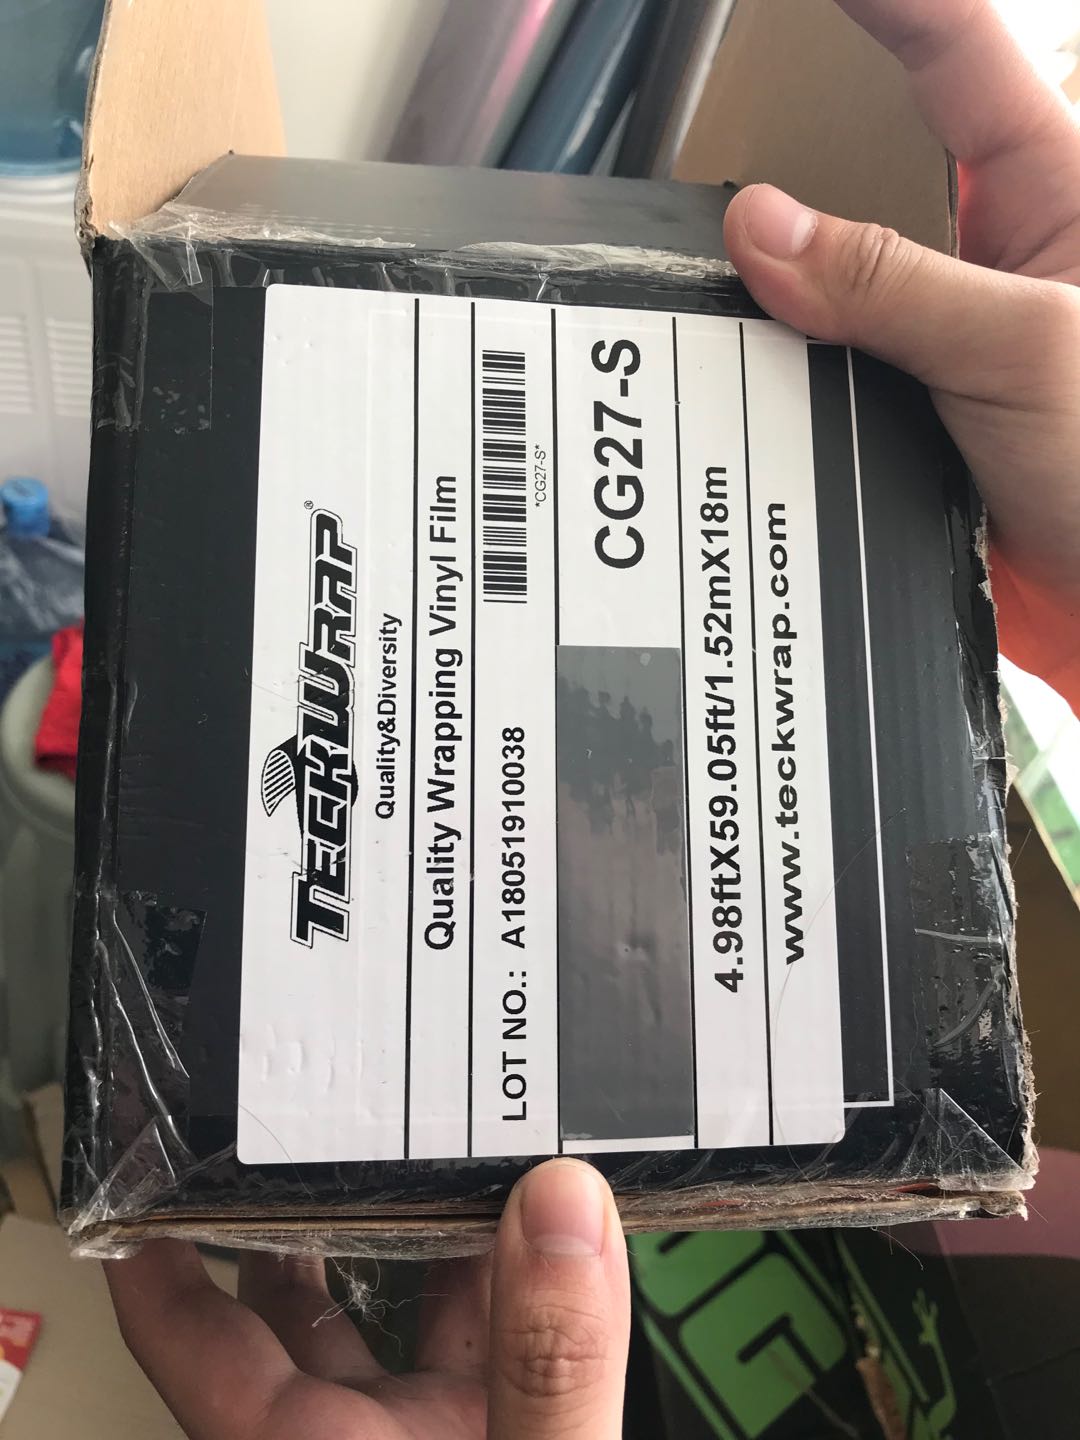 TECKWRAP®
Quality&Diversity
Quality Wrapping Vinyl Film
LOT NO.: A18051910038
*CG27-S*
CG27-S
4.98ftX59.05ft/1.52mX18m
www.teckwrap.com